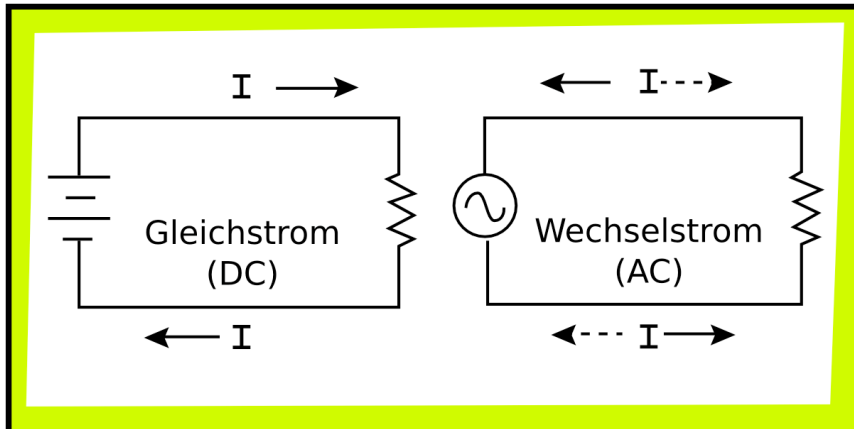 I
I
Gleichstrom
(DC)
Wechselstrom
(AC)
I
I